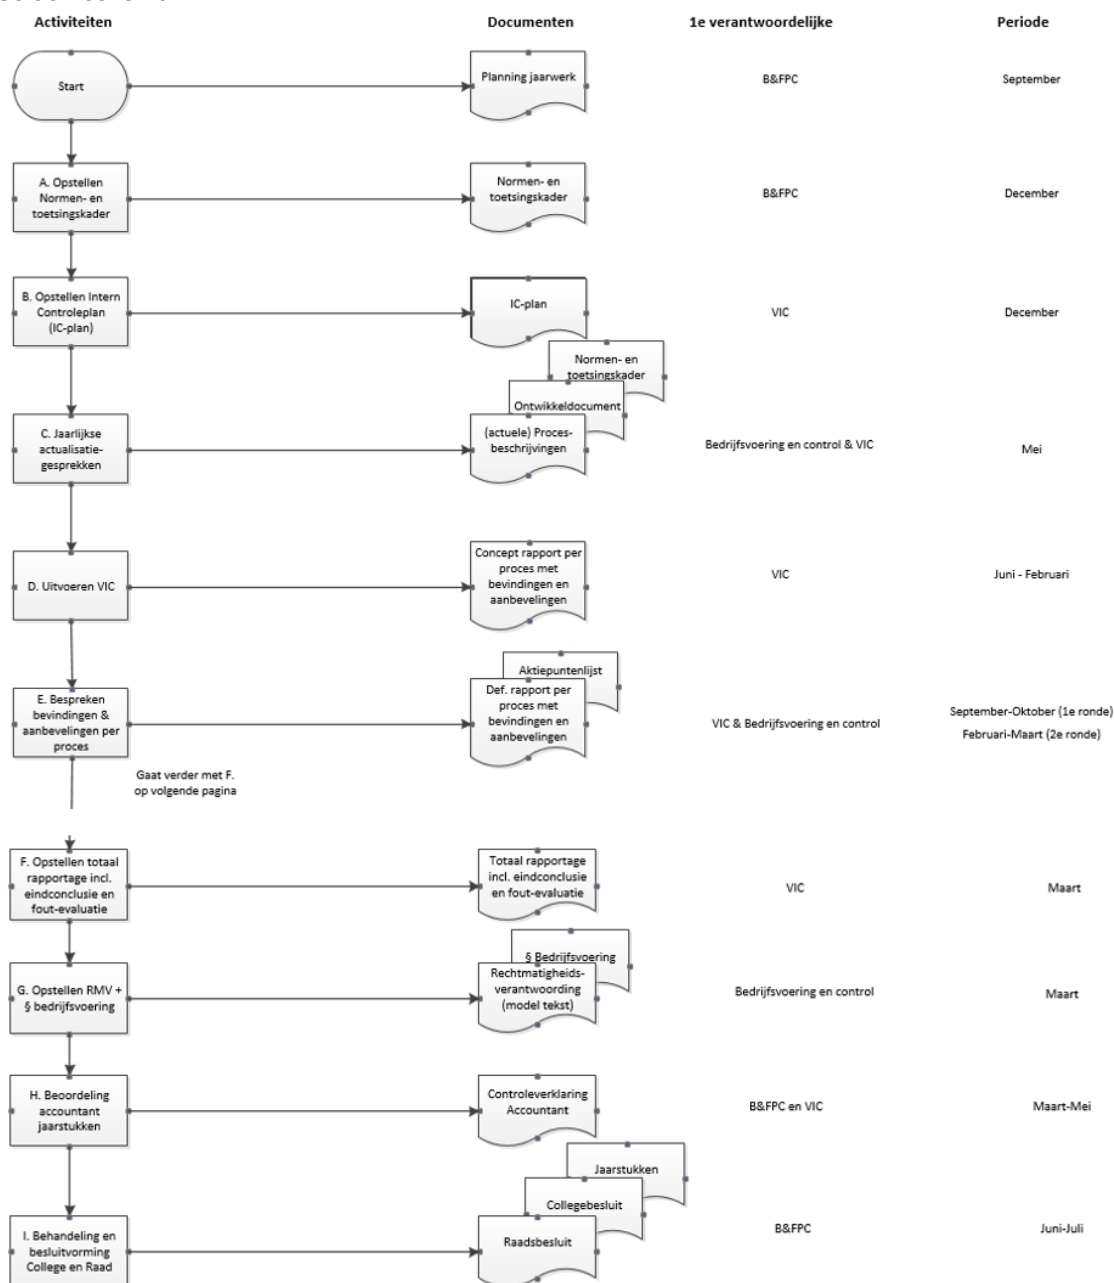 Activiteiten Documenten 1e verantwoordelijke Periode
Start
Planning jaarwerk
B&FPC
September
A. Opstellen
Normen- en
toetsingskader
Normen- en
toetsingskader
B&FPC
December
B. Opstellen Intern
Controleplan
(IC-plan)
IC-plan
VIC
December
Normen- en
toetsingskader
Ontwikkeldocument
C. Jaarlijkse
actualisatie-
gesprekken
(actuele) Proces-
beschrijvingen
Bedrijfsvoering en control & VIC
Mei
D. Uitvoeren VIC
Concept rapport per
proces met
bevindingen en
aanbevelingen
VIC
Juni - Februari
Aktiepuntenlijst
E. Bespreken
bevindingen &
aanbevelingen per
proces
Def. rapport per
proces met
bevindingen en
aanbevelingen
VIC & Bedrijfsvoering en control
September-Oktober (1e ronde)
Februari-Maart (2e ronde)
Gaat verder met F.
op volgende pagina
F. Opstellen totaal
rapportage incl.
eindconclusie en
fout-evaluatie
Totaal rapportage
incl. eindconclusie
en fout-evaluatie
VIC
Maart
§ Bedrijfsvoering
G. Opstellen RMV +
§ bedrijfsvoering
Rechtmatigheids-
verantwoording
(model tekst)
Bedrijfsvoering en control
Maart
H. Beoordeling
accountant
jaarstukken
Controleverklaring
Accountant
B&FPC en VIC
Maart-Mei
Jaarstukken
Collegebesluit
I. Behandeling en
besluitvorming
College en Raad
Raadsbesluit
B&FPC
Juni-Juli